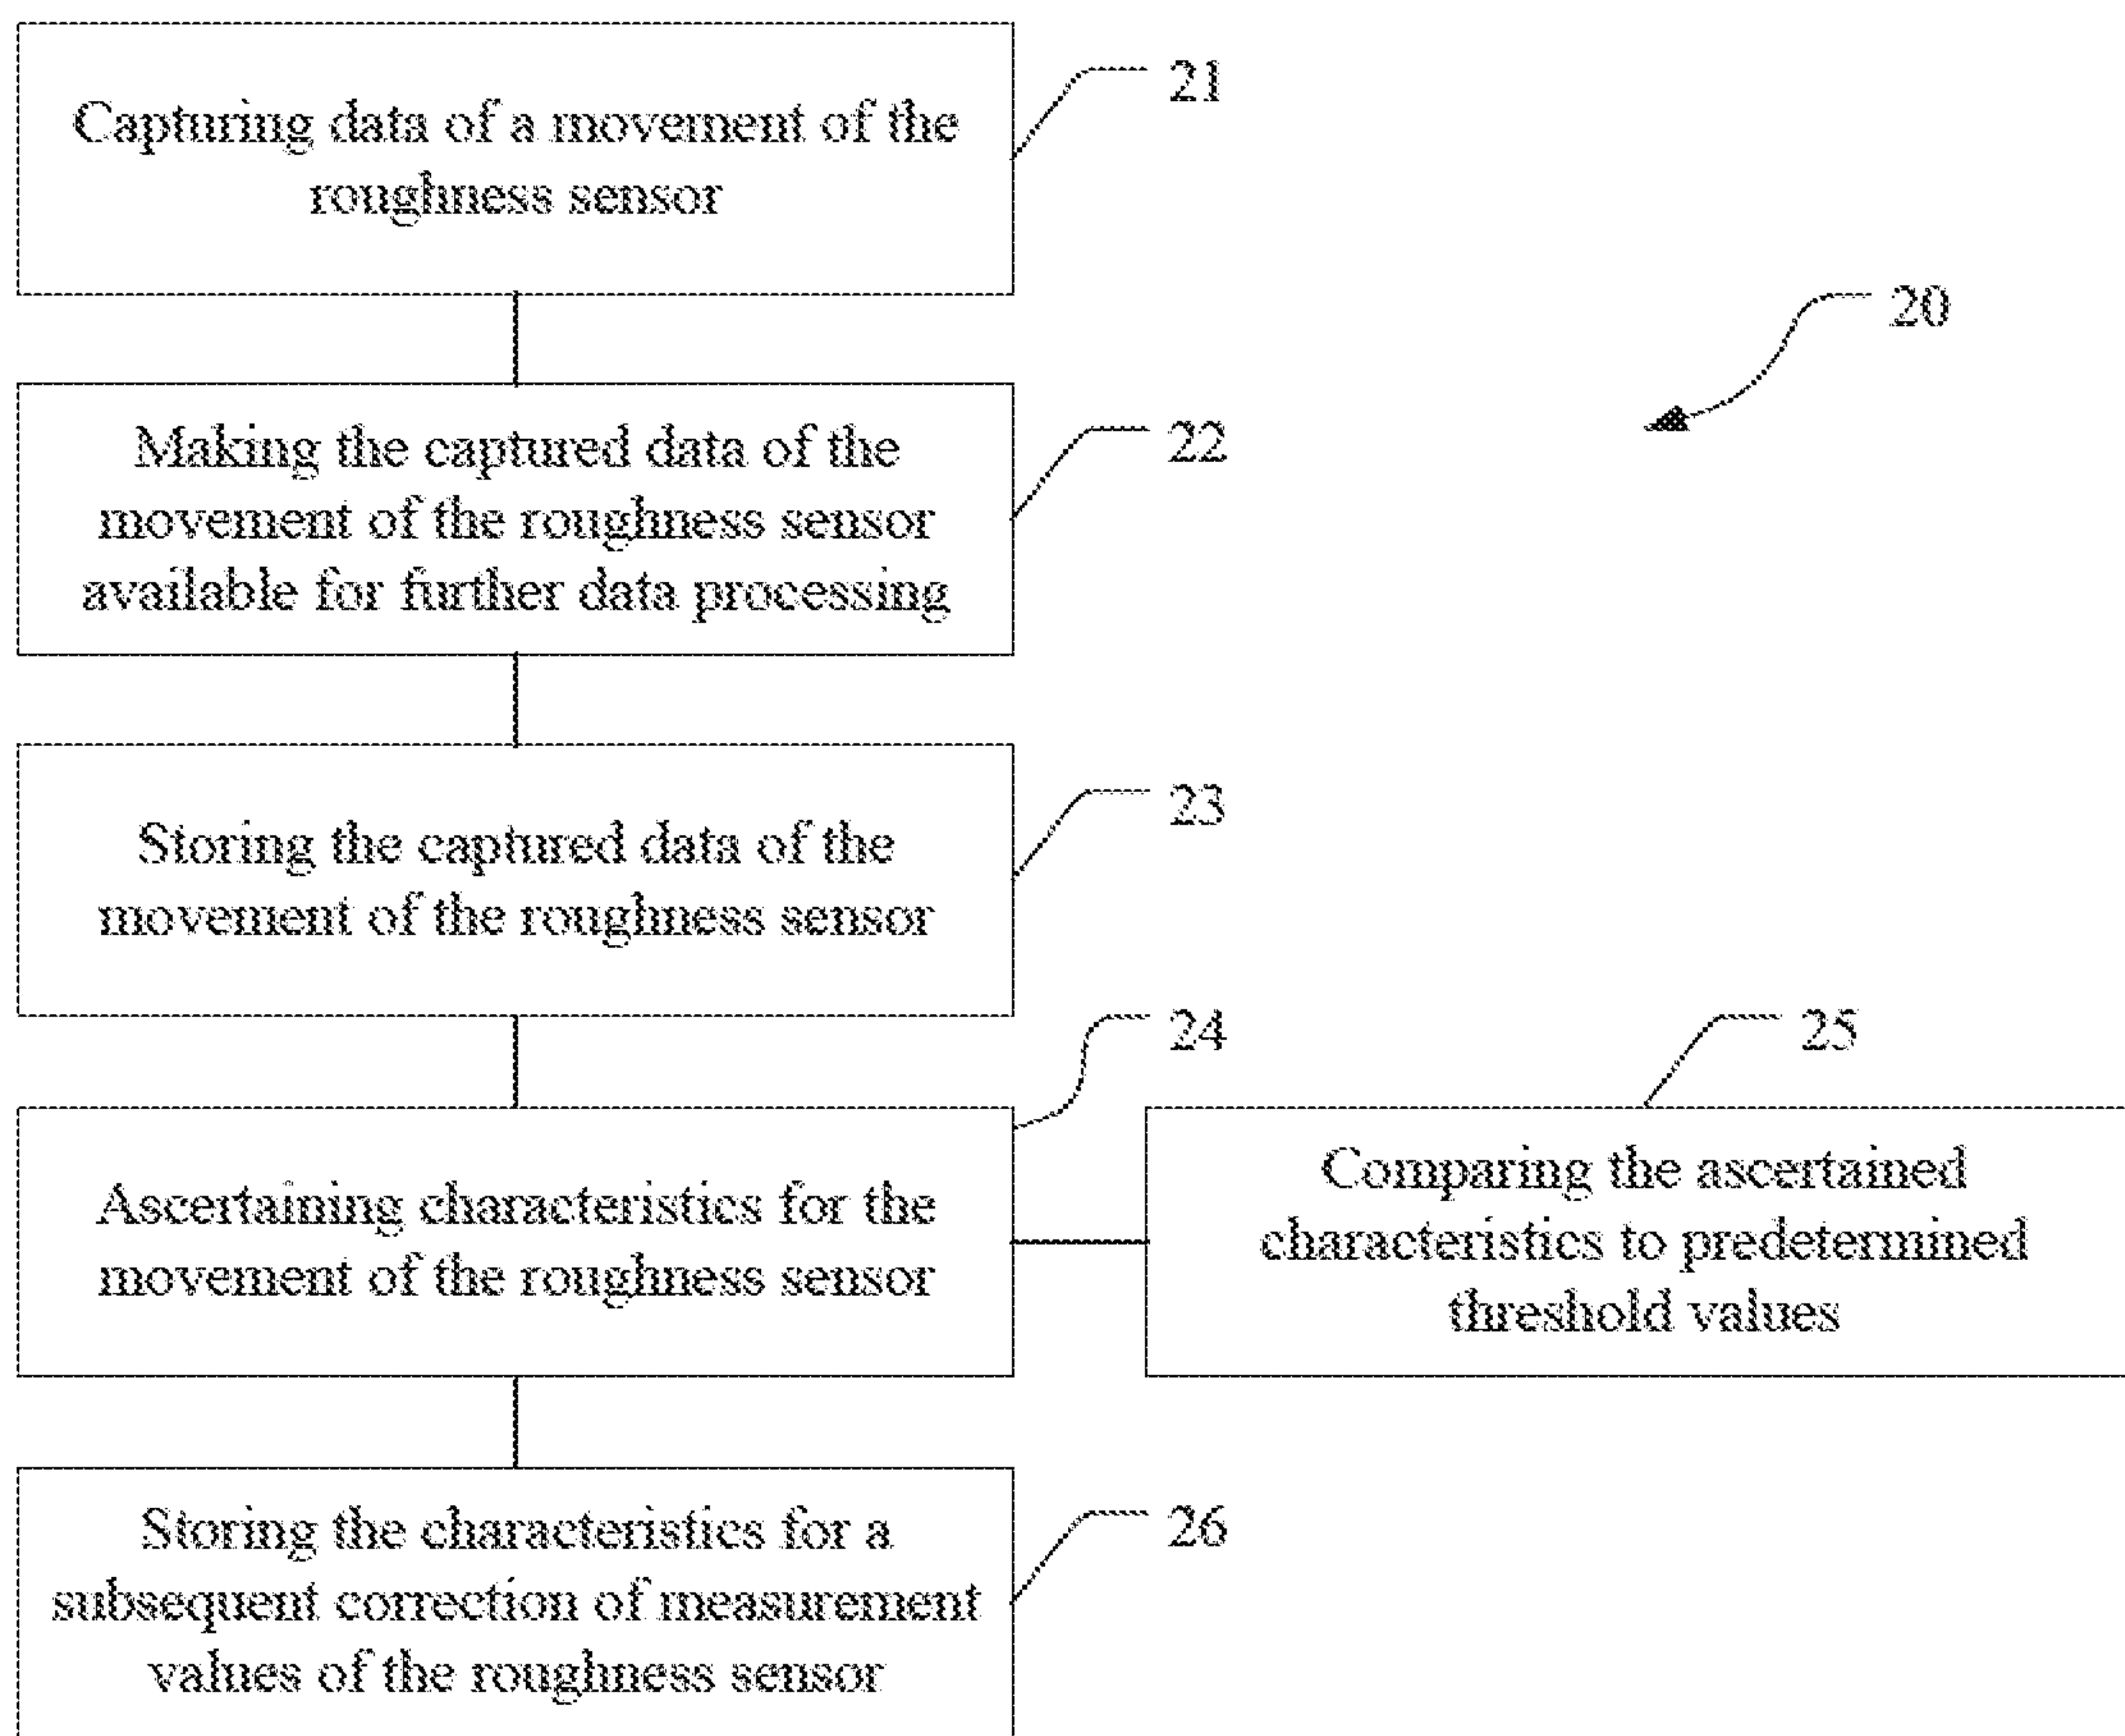 Capturing data of a movement of the
roughness sensor
21
20
Making the captured data of the
movement of the roughness sensor
available for further data processing
22
Storing the captured data of the
movement of the roughness sensor
23
Ascertaining characteristics for the
movement of the roughness sensor
24
Comparing the ascertained
characteristics to predetermined
threshold values
25
Storing the characteristics for a
subsequent correction of measurement
values of the roughness sensor
26